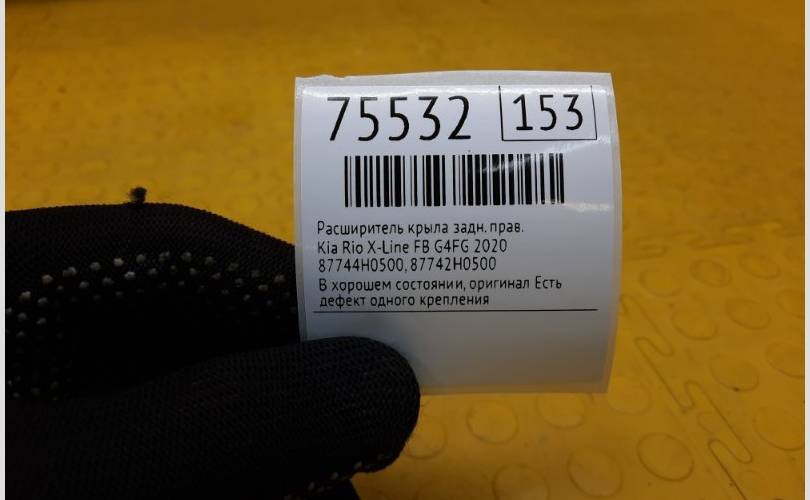 75532 153
Расширитель крыла задн. прав.
Kia Rio X-Line FB G4FG 2020
87744H0500, 87742H0500
В хорошем состоянии, оригинал Есть
дефект одного крепления